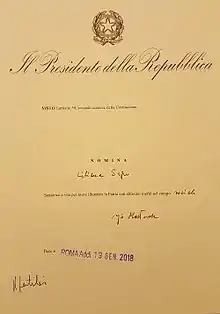 Il Presidente della Repubblica
VISTO l'articolo 59, secondo comma, della Costituzione;
NOMINA
Liliana Segre
Senatore a vita per avere illustrato la Patria con altissimi meriti nel campo sociale
Dato a ROMA Addì 19 GEN. 2018